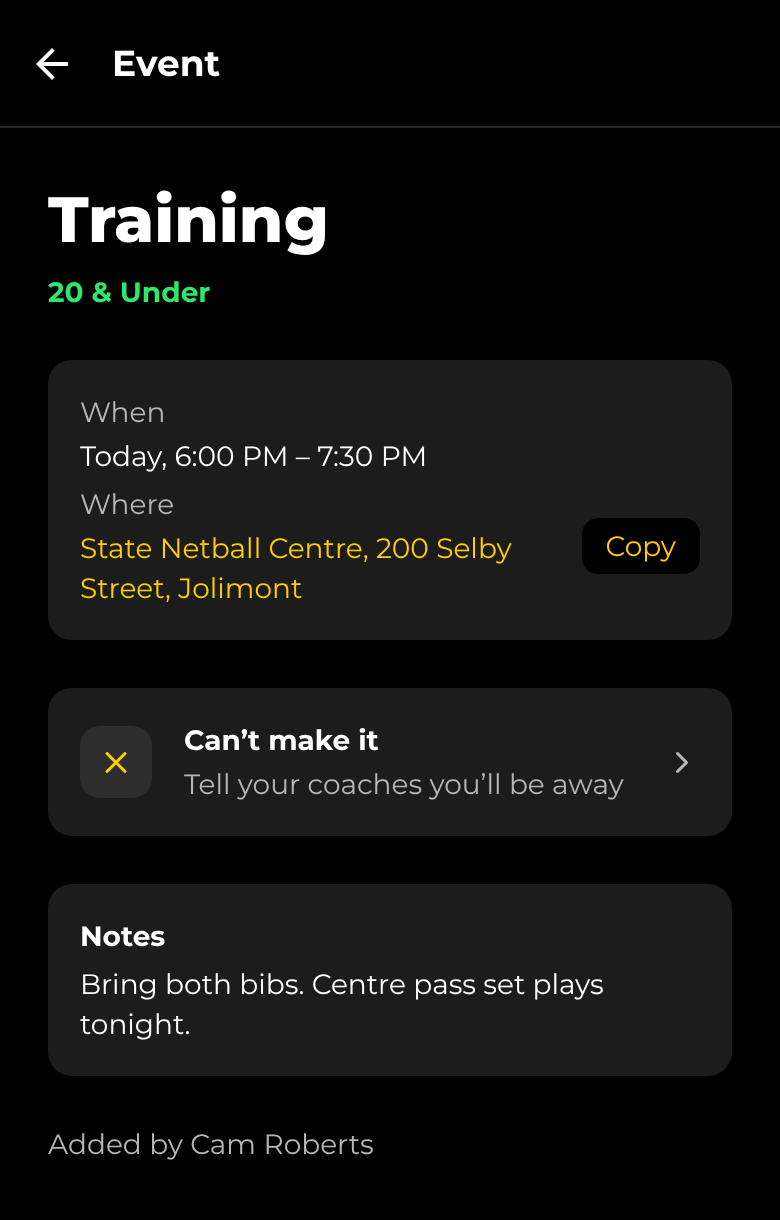 Event
Training
20 & Under
When
Today, 6:00 PM – 7:30 PM
Where
State Netball Centre, 200 Selby
Street, Jolimont
Copy
Can’t make it
Tell your coaches you’ll be away
Notes
Bring both bibs. Centre pass set plays
tonight.
Added by Cam Roberts